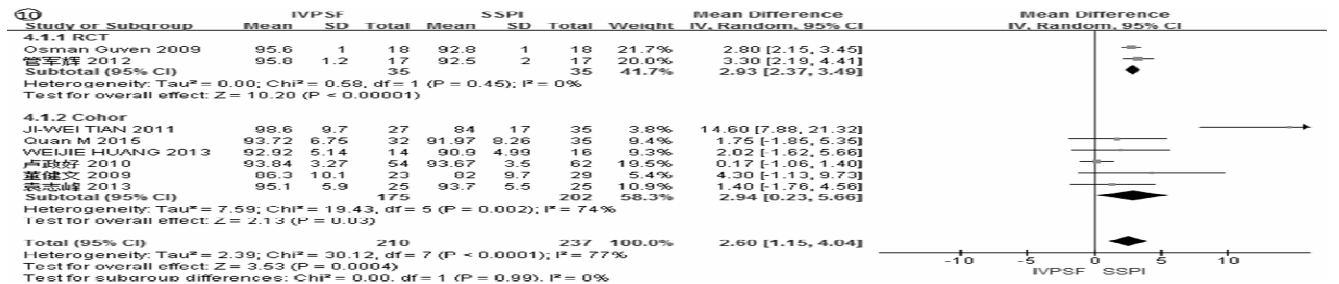 ⑩ IVPSF SSPI Mean Difference Mean Difference
Study or Subgroup Mean SD Total Mean SD Total Weight IV, Random, 95% CI IV, Random, 95% CI
4.1.1 RCT
Osman Guven 2009 95.6 1 18 92.8 1 18 21.7% 2.80 [2.15, 3.45]
管军辉 2012 95.8 1.2 17 92.5 2 17 20.0% 3.30 [2.19, 4.41]
Subtotal (95% CI) 35 35 41.7% 2.93 [2.37, 3.49]
Heterogeneity: Tau² = 0.00; Chi² = 0.58, df = 1 (P = 0.45); I² = 0%
Test for overall effect: Z = 10.20 (P < 0.00001)
4.1.2 Cohor
JI-WEI TIAN 2011 98.6 9.7 27 84 17 35 3.8% 14.60 [7.88, 21.32]
Quan M 2015 93.72 6.75 32 91.97 8.26 35 9.4% 1.75 [-1.85, 5.35]
WEIJIE HUANG 2013 92.92 5.14 14 90.9 4.99 16 9.3% 2.02 [-1.62, 5.66]
卢政好 2010 93.84 3.27 54 93.67 3.5 62 19.5% 0.17 [-1.06, 1.40]
董健文 2009 86.3 10.1 23 82 9.7 29 5.4% 4.30 [-1.13, 9.73]
袁志峰 2013 95.1 5.9 25 93.7 5.5 25 10.9% 1.40 [-1.76, 4.56]
Subtotal (95% CI) 175 202 58.3% 2.94 [0.23, 5.66]
Heterogeneity: Tau² = 7.59; Chi² = 19.43, df = 5 (P = 0.002); I² = 74%
Test for overall effect: Z = 2.13 (P = 0.03)
Total (95% CI) 210 237 100.0% 2.60 [1.15, 4.04]
Heterogeneity: Tau² = 2.39; Chi² = 30.12, df = 7 (P < 0.0001); I² = 77%
Test for overall effect: Z = 3.53 (P = 0.0004)
Test for subgroup differences: Chi² = 0.00, df = 1 (P = 0.99), I² = 0%
-10 -5 0 5 10
IVPSF SSPI